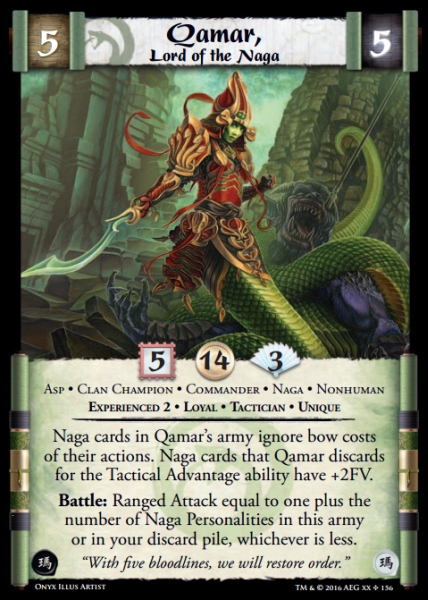 5
Qamar,
Lord of the Naga
5
5 14 3
Asp • Clan Champion • Commander • Naga • Nonhuman
Experienced 2 • Loyal • Tactician • Unique
Naga cards in Qamar's army ignore bow costs
of their actions. Naga cards that Qamar discards
for the Tactical Advantage ability have +2FV.
Battle: Ranged Attack equal to one plus the
number of Naga Personalities in this army
or in your discard pile, whichever is less.
"With five bloodlines, we will restore order."
瑪 瑪
Onyx Illus Artist
TM & © 2016 AEG XX ❖ 156